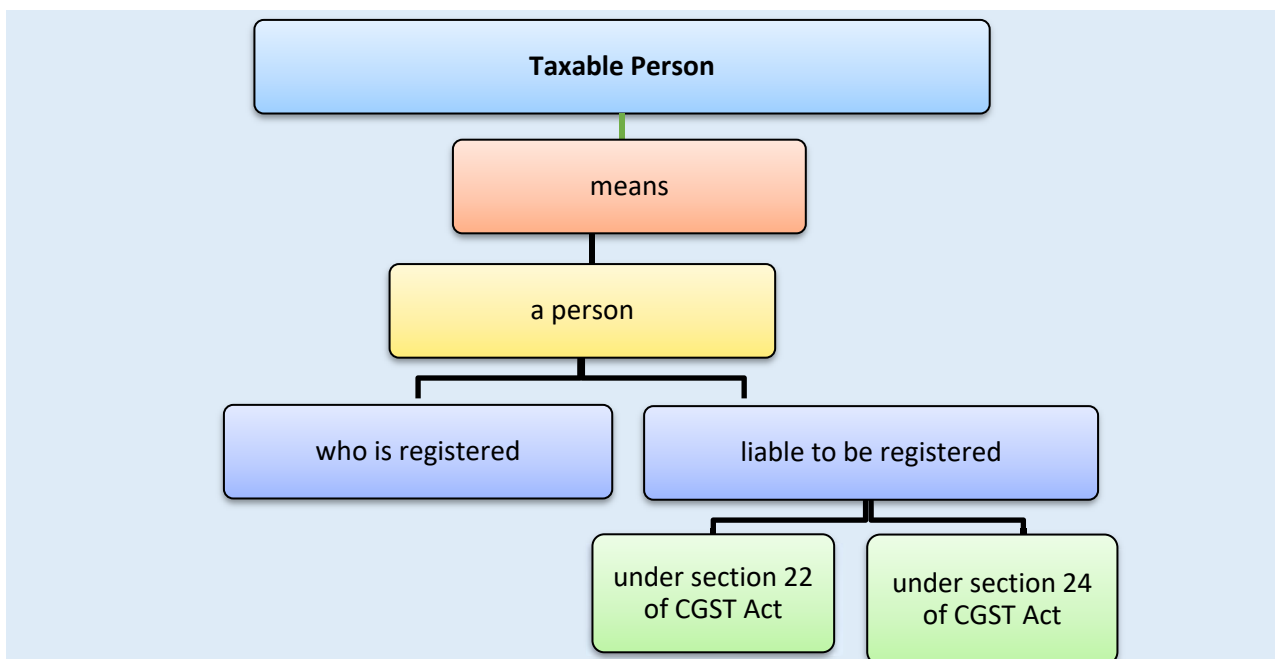 Taxable Person
means
a person
who is registered
liable to be registered
under section 22
of CGST Act
under section 24
of CGST Act